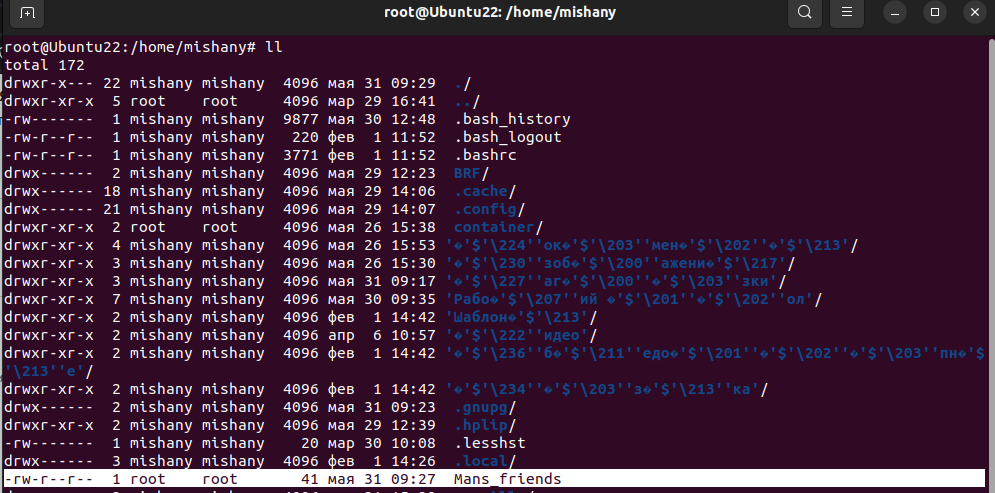 root@Ubuntu22: /home/mishany
root@Ubuntu22:/home/mishany# ll
total 172
drwxr-x--- 22 mishany mishany 4096 мая 31 09:29 ./
drwxr-xr-x 5 root root 4096 мар 29 16:41 ../
-rw------- 1 mishany mishany 9877 мая 30 12:48 .bash_history
-rw-r--r-- 1 mishany mishany 220 фев 1 11:52 .bash_logout
-rw-r--r-- 1 mishany mishany 3771 фев 1 11:52 .bashrc
drwx------ 2 mishany mishany 4096 мая 29 12:23 BRF/
drwx------ 18 mishany mishany 4096 мая 29 14:06 .cache/
drwx------ 21 mishany mishany 4096 мая 29 14:07 .config/
drwxr-xr-x 2 root root 4096 мая 26 15:38 container/
drwxr-xr-x 4 mishany mishany 4096 мая 26 15:53 '�'$'\224''ок�'$'\203''мен�'$'\202''�'$'\213'/
drwxr-xr-x 3 mishany mishany 4096 мая 26 15:30 '�'$'\230''зоб�'$'\200''ажени�'$'\217'/
drwxr-xr-x 3 mishany mishany 4096 мая 31 09:17 '�'$'\227''аг�'$'\200''�'$'\203''зки'/
drwxr-xr-x 7 mishany mishany 4096 мая 30 09:35 'Рабо�'$'\207''ий �'$'\201''�'$'\202''ол'/
drwxr-xr-x 2 mishany mishany 4096 фев 1 14:42 'Шаблон�'$'\213'/
drwxr-xr-x 2 mishany mishany 4096 апр 6 10:57 '�'$'\222''идео'/
drwxr-xr-x 2 mishany mishany 4096 фев 1 14:42 '�'$'\236''б�'$'\211''едо�'$'\201''�'$'\202''�'$'\203''пн�'$
'\213''е'/
drwxr-xr-x 2 mishany mishany 4096 фев 1 14:42 '�'$'\234''�'$'\203''з�'$'\213''ка'/
drwx------ 2 mishany mishany 4096 мая 31 09:23 .gnupg/
drwxr-xr-x 2 mishany mishany 4096 мая 29 12:39 .hplip/
-rw------- 1 mishany mishany 20 мар 30 10:08 .lesshst
drwx------ 3 mishany mishany 4096 фев 1 14:26 .local/
-rw-r--r-- 1 root root 41 мая 31 09:27 Mans_friends